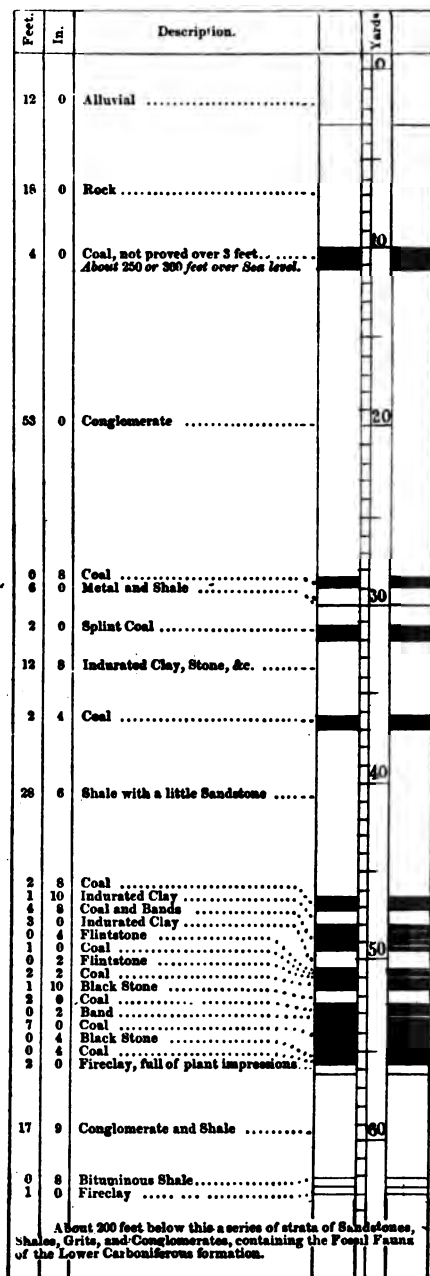 Feet. In. Description. Yards
0
12 0 Alluvial
18 0 Rock
10
4 0 Coal, not proved over 3 feet.
About 250 or 300 feet over Sea level.
20
53 0 Conglomerate
0 8 Coal
6 0 Metal and Shale
30
2 0 Splint Coal
12 8 Indurated Clay, Stone, &c.
2 4 Coal
40
28 6 Shale with a little Sandstone
2 8 Coal
1 10 Indurated Clay
4 8 Coal and Bands
3 0 Indurated Clay
0 4 Flintstone
50
1 0 Coal
0 2 Flintstone
2 2 Coal
1 10 Black Stone
2 0 Coal
0 2 Band
7 0 Coal
0 4 Black Stone
0 4 Coal
2 0 Fireclay, full of plant impressions
17 9 Conglomerate and Shale
60
0 8 Bituminous Shale
1 0 Fireclay
About 200 feet below this a series of strata of Sandstones,
Shales, Grits, and Conglomerates, containing the Fossil Fauna
of the Lower Carboniferous formation.